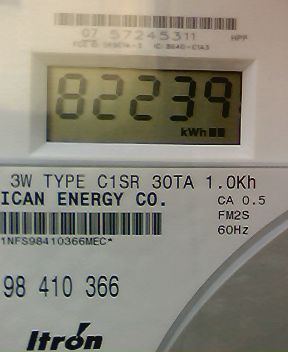 07 57245311 HPP
82239
kWh
3W TYPE C1SR 30TA 1.0Kh
ICAN ENERGY CO.
CA 0.5
FM2S
60Hz
1NFS98410366MEC*
98 410 366
Itron